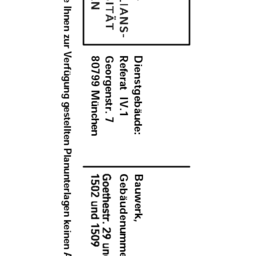 IANS-
ITÄT
N
Dienstgebäude:
Referat IV.1
Georgenstr. 7
80799 München
Bauwerk,
Gebäudenumme
Goethestr. 29 un
1502 und 1509
e Ihnen zur Verfügung gestellten Planunterlagen keinen A